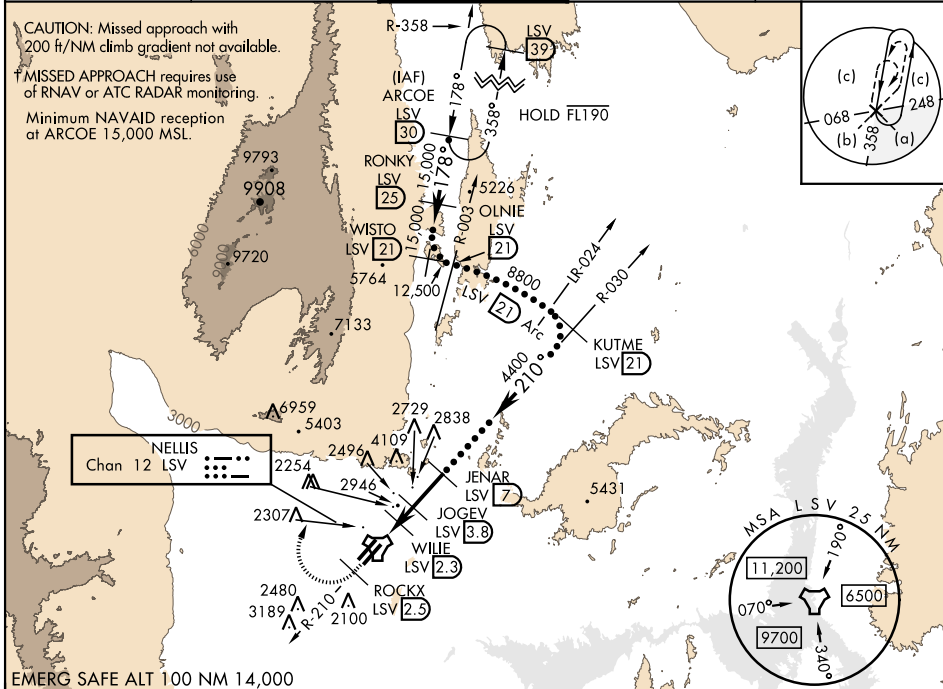 CAUTION: Missed approach with
200 ft/NM climb gradient not available.
† MISSED APPROACH requires use
of RNAV or ATC RADAR monitoring.
Minimum NAVAID reception
at ARCOE 15,000 MSL.
R-358
LSV
39
(IAF)
ARCOE
LSV
30
178°
358°
HOLD FL190
(c)
(c)
068
248
(b)
(a)
358
RONKY
LSV
25
15,000
178°
15,000
5226
R-003
OLNIE
LSV
21
WISTO
LSV 21
12,500
8800
LSV 21 Arc
LR-024
R-030
KUTME
LSV 21
4400
210°
9793
9908
9720
6000
9000
5764
7133
3000
6959
5403
2729
2838
4109
2496
NELLIS
Chan 12 LSV
2254
2946
2307
JENAR
LSV 7
JOGEV
LSV 3.8
WILIE
LSV 2.3
ROCKX
LSV 2.5
5431
2480
3189
R-210
2100
MSA LSV 25 NM
190°
11,200
6500
070°
9700
340°
EMERG SAFE ALT 100 NM 14,000